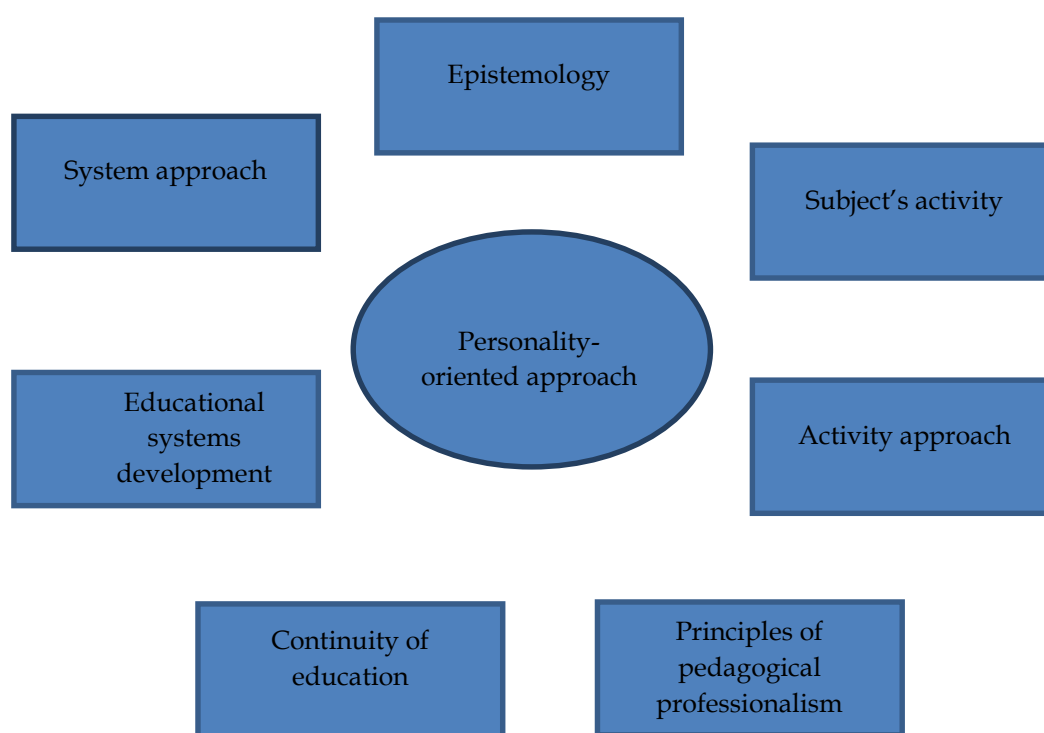 Epistemology
System approach
Subject’s activity
Personality-
oriented approach
Educational
systems
development
Activity approach
Continuity of
education
Principles of
pedagogical
professionalism